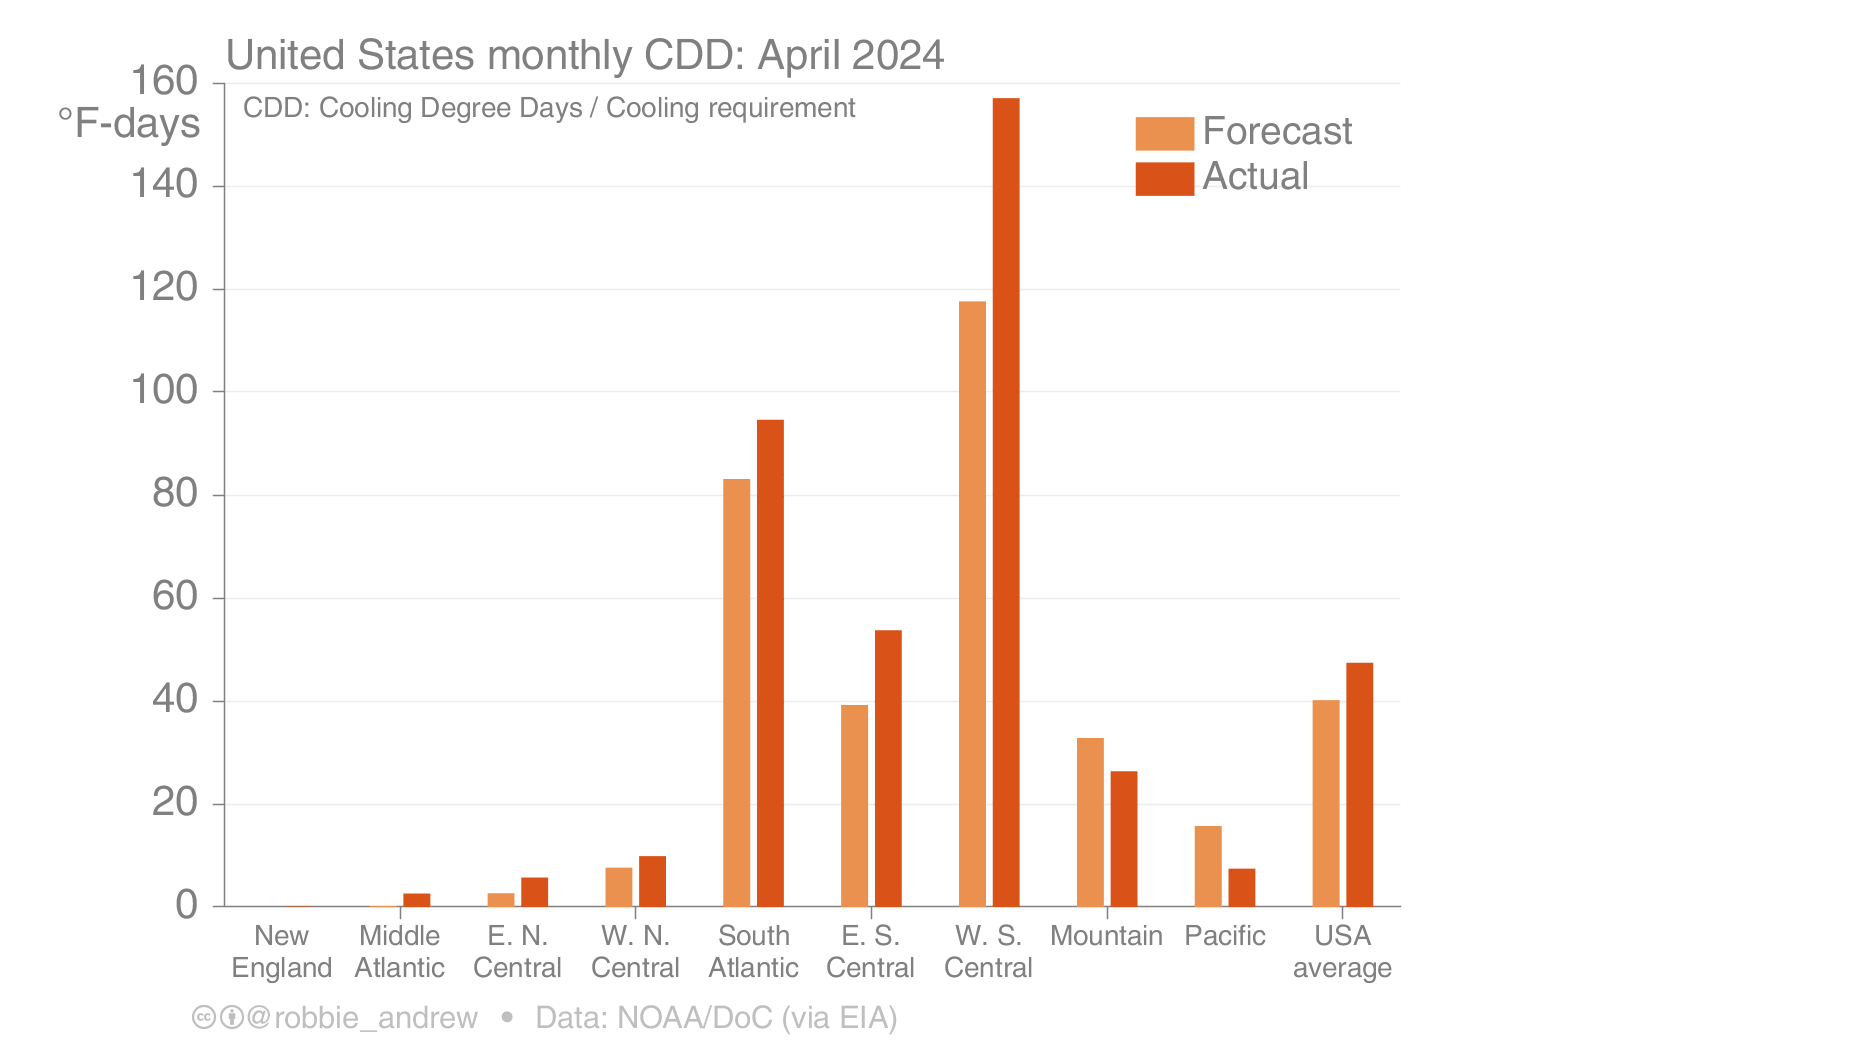 United States monthly CDD: April 2024
160
°F-days
CDD: Cooling Degree Days / Cooling requirement
Forecast
Actual
140
120
100
80
60
40
20
0
New England
Middle Atlantic
E. N. Central
W. N. Central
South Atlantic
E. S. Central
W. S. Central
Mountain
Pacific
USA average
@robbie_andrew • Data: NOAA/DoC (via EIA)